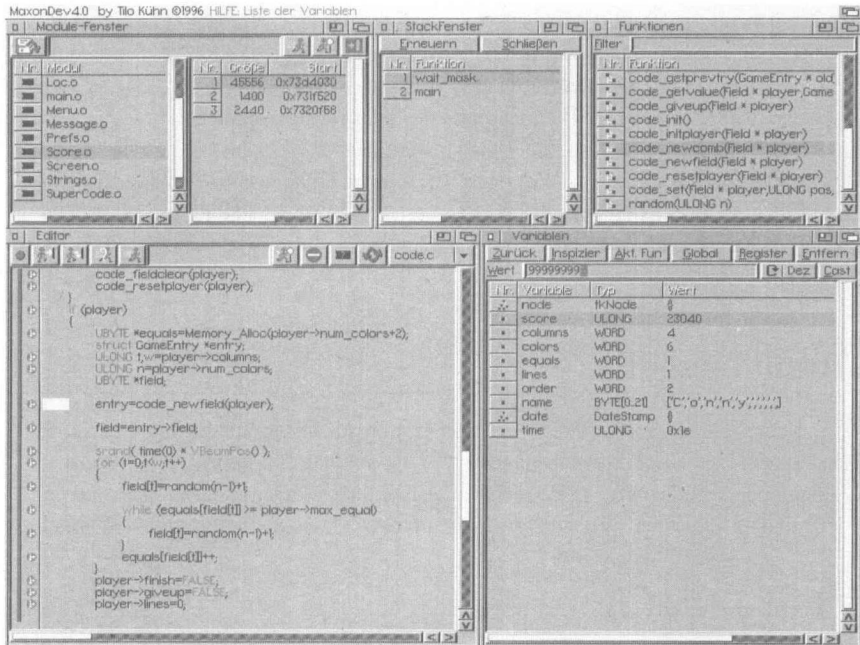 MaxonDev4.0 by Tilo Kühn ©1996 HILFE: Liste der Variablen
Module-Fenster
Nr. Modul
Loc.o
main.o
Menu.o
Message.o
Prefs.o
Score.o
Screen.o
Strings.o
SuperCode.o
Nr. Größe Start
1 45556 0x73d4030
2 1400 0x731f520
3 2440 0x7320f68
StackFenster
Erneuern Schließen
Nr. Funktion
1 wait_mask
2 main
Funktionen
Filter
Nr. Funktion
code_getprevtry(GameEntry * old
code_getvalue(Field * player,Game
code_giveup(Field * player)
code_init()
code_initplayer(Field * player)
code_newcomb(Field * player)
code_newfield(Field * player)
code_resetplayer(Field * player)
code_set(Field * player,ULONG pos,
random(ULONG n)
Editor
code.c
code_fieldclear(player);
code_resetplayer(player);
}
if (player)
{
UBYTE *equals=Memory_Alloc(player->num_colors+2);
struct GameEntry *entry;
ULONG t,w=player->columns;
ULONG n=player->num_colors;
UBYTE *field;
entry=code_newfield(player);
field=entry->field;
srand( time(0) * VBeamPos() );
for (t=0;t<w;t++)
{
field[t]=random(n-1)+1;
while (equals[field[t]] >= player->max_equal)
{
field[t]=random(n-1)+1;
}
equals[field[t]]++;
}
player->finish=FALSE;
player->giveup=FALSE;
player->lines=0;
Variablen
Zurück Inspizier Akt. Fun Global Register Entfern
Wert 99999999 Dez Cast
Nr. Variable Typ Wert
node tkNode {}
score ULONG 23040
columns WORD 4
colors WORD 6
equals WORD 1
lines WORD 1
order WORD 2
name BYTE[0..21] ['C','o','n','n','y',',',',',',]
date DateStamp {}
time ULONG 0x1e